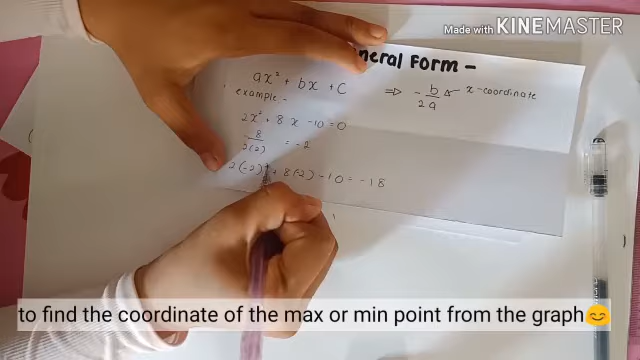 Made with KINEMASTER
neral Form -
ax² + bx + C
⇒ - b/2a x-coordinate
example:-
2x² + 8x -10 = 0
-8/2(2) = -2
2(-2)² + 8(-2) -10 = -18
to find the coordinate of the max or min point from the graph😊